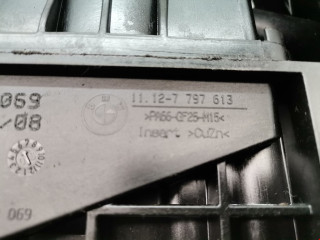 069
/08
11.12-7 797 613
>PA66-GF25-M15<
Insert >CuZn<
069